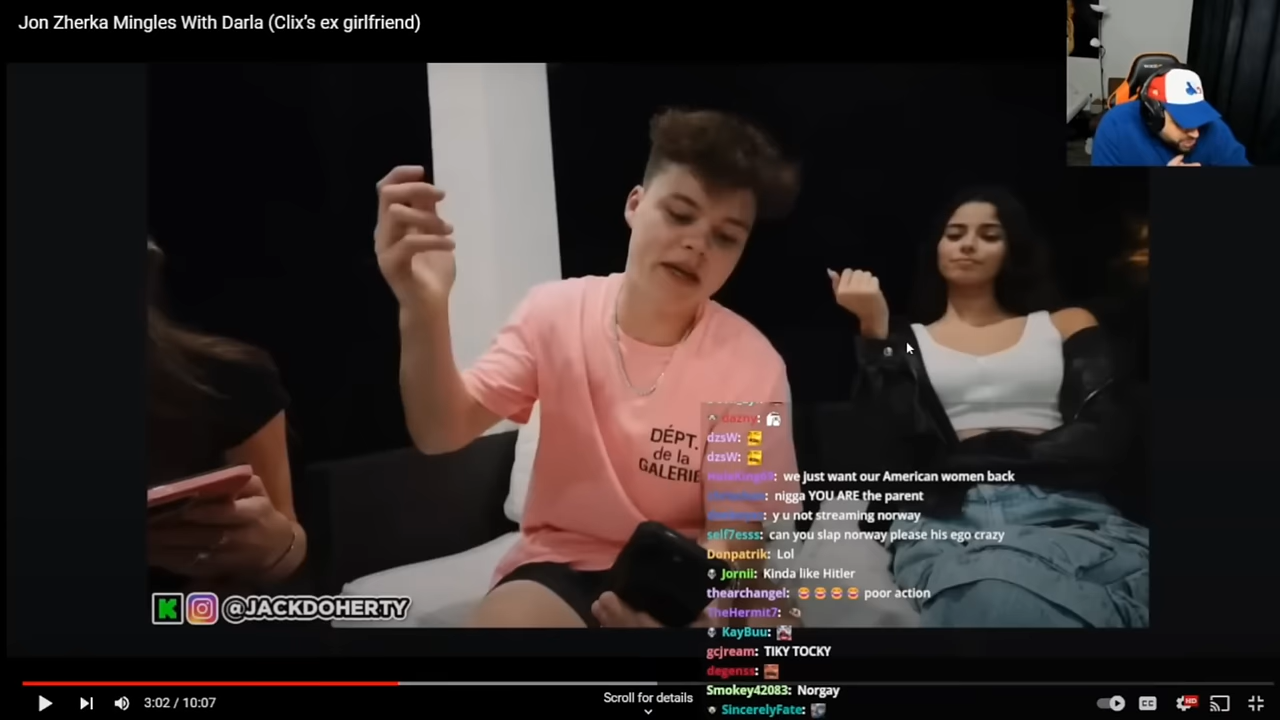 Jon Zherka Mingles With Darla (Clix's ex girlfriend)
DÉPT.
de la
GALERIE
dazny:
dzsW:
dzsW:
we just want our American women back
nigga YOU ARE the parent
y u not streaming norway
self7esss: can you slap norway please his ego crazy
Donpatrik: Lol
Jornii: Kinda like Hitler
thearchangel: poor action
TheHermit7:
KayBuu:
gcjream: TIKY TOCKY
degenss:
Smokey42083: Norgay
SincerelyFate:
K @JACKDOHERTY
3:02 / 10:07
Scroll for details
CC
HD